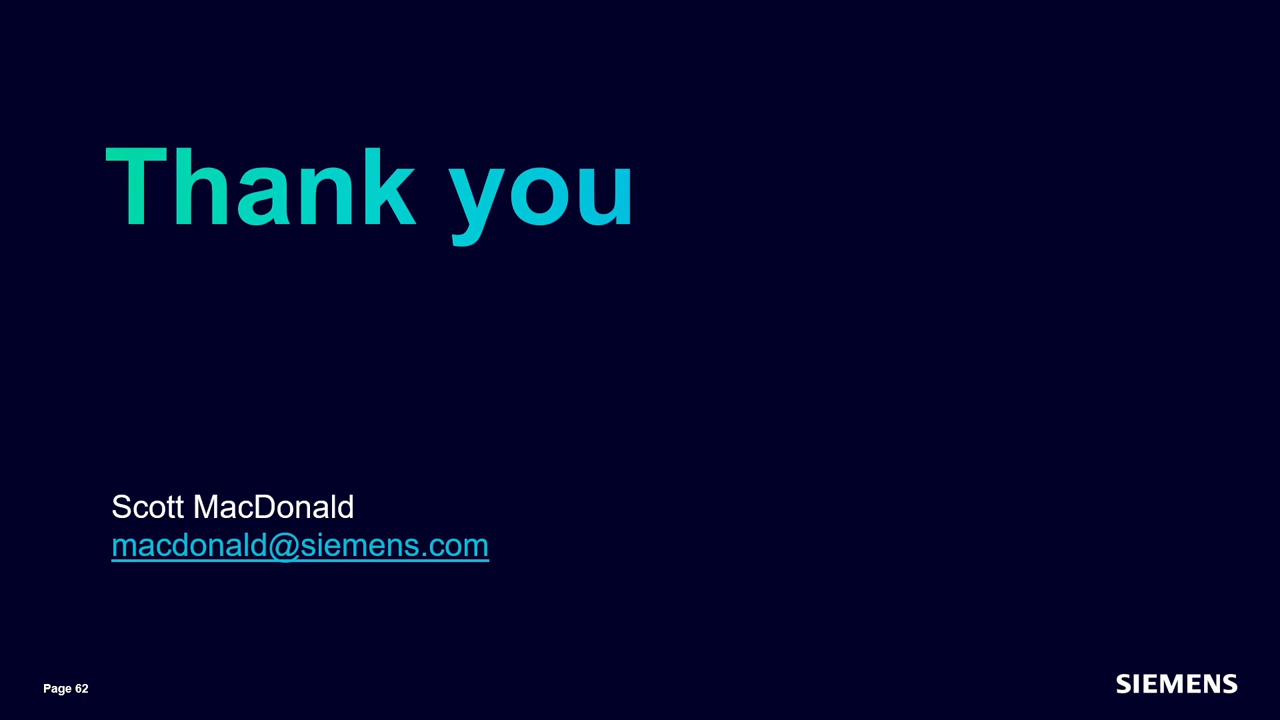 Thank you
Scott MacDonald
macdonald@siemens.com
Page 62
SIEMENS